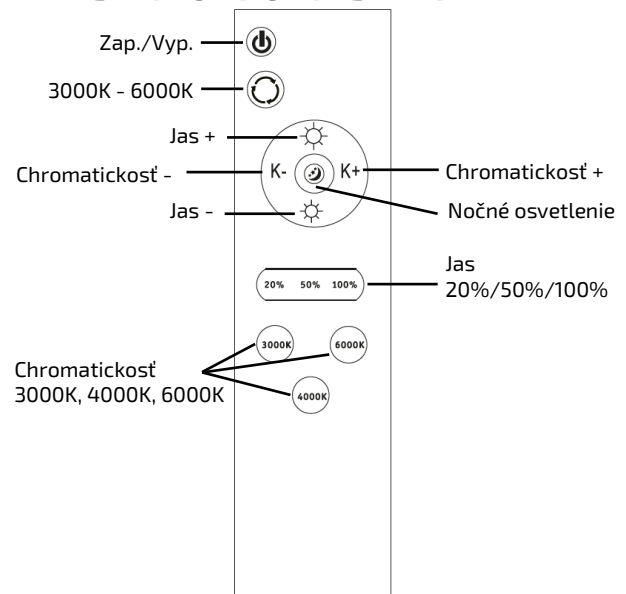 Zap./Vyp.
3000K - 6000K
Jas +
K- K+
Chromatickosť -
Chromatickosť +
Jas -
Nočné osvetlenie
20% 50% 100%
Jas
20%/50%/100%
3000K 6000K
Chromatickosť
3000K, 4000K, 6000K
4000K